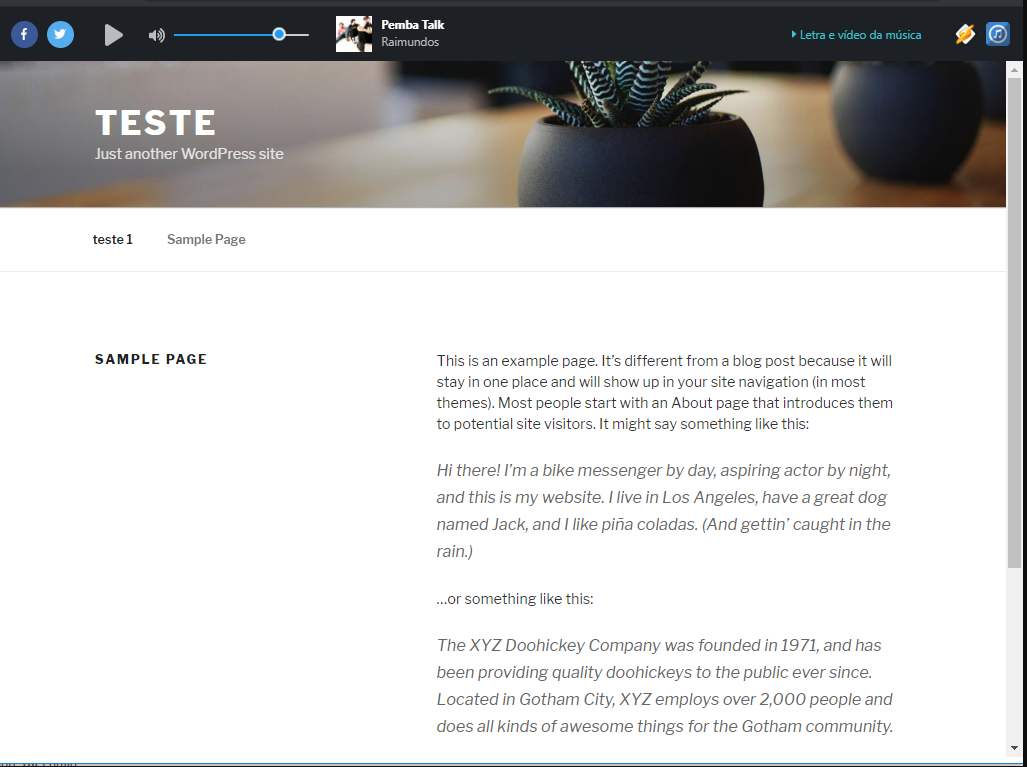 Pemba Talk
Raimundos
Letra e vídeo da música
TESTE
Just another WordPress site
teste 1
Sample Page
SAMPLE PAGE
This is an example page. It's different from a blog post because it will
stay in one place and will show up in your site navigation (in most
themes). Most people start with an About page that introduces them
to potential site visitors. It might say something like this:
Hi there! I'm a bike messenger by day, aspiring actor by night,
and this is my website. I live in Los Angeles, have a great dog
named Jack, and I like piña coladas. (And gettin' caught in the
rain.)
…or something like this:
The XYZ Doohickey Company was founded in 1971, and has
been providing quality doohickeys to the public ever since.
Located in Gotham City, XYZ employs over 2,000 people and
does all kinds of awesome things for the Gotham community.